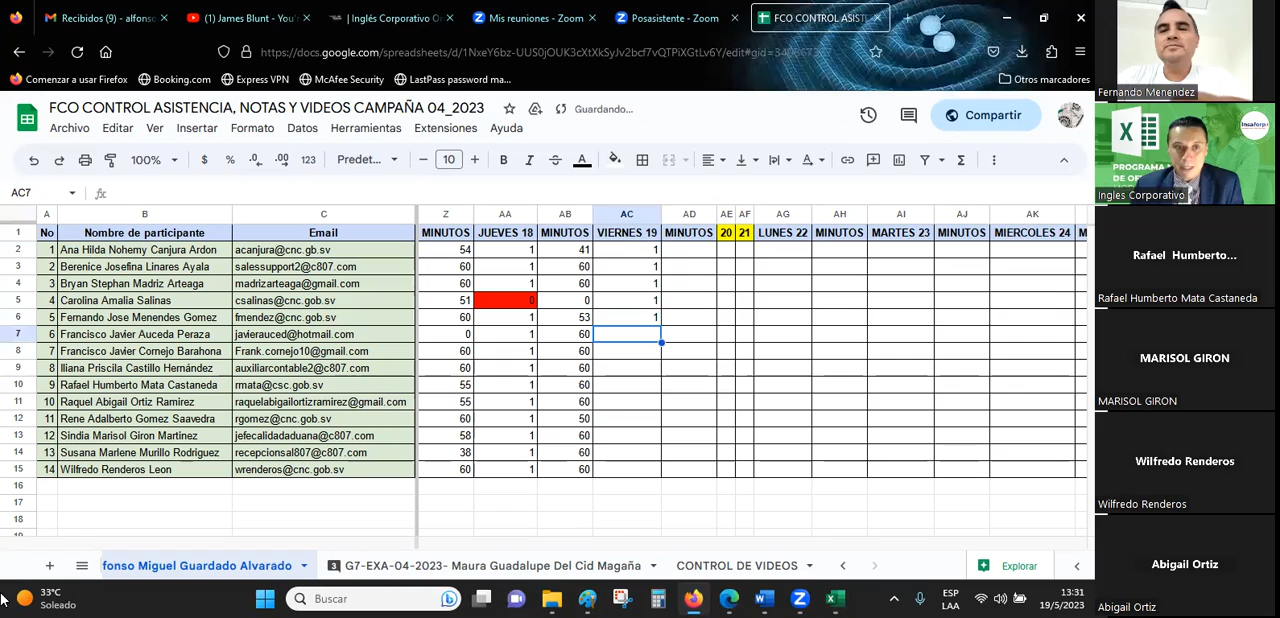 Recibidos (9) - alfonso
(1) James Blunt - You'
Inglés Corporativo On
Mis reuniones - Zoom
Posasistente - Zoom
FCO CONTROL ASIST
https://docs.google.com/spreadsheets/d/
Comenzar a usar Firefox Booking.com Express VPN McAfee Security LastPass password ma... Otros marcadores
FCO CONTROL ASISTENCIA, NOTAS Y VIDEOS CAMPAÑA 04_2023 Guardando...
Archivo Editar Ver Insertar Formato Datos Herramientas Extensiones Ayuda
Compartir
100% $ % .0 .00 123 Predet... − 10 + B I A
AC7 fx
A B C Z AA AB AC AD AE AF AG AH AI AJ AK
1 No Nombre de participante Email MINUTOS JUEVES 18 MINUTOS VIERNES 19 MINUTOS 20 21 LUNES 22 MINUTOS MARTES 23 MINUTOS MIERCOLES 24 M
2 1 Ana Hilda Nohemy Canjura Ardon acanjura@cnc.gb.sv 54 1 41 1
3 2 Berenice Josefina Linares Ayala salessupport2@c807.com 60 1 60 1
4 3 Bryan Stephan Madriz Arteaga madrizarteaga@gmail.com 60 1 60 1
5 4 Carolina Amalia Salinas csalinas@cnc.gob.sv 51 0 0 1
6 5 Fernando Jose Menendes Gomez fmendez@cnc.gob.sv 60 1 53 1
7 6 Francisco Javier Auceda Peraza javierauced@hotmail.com 0 1 60
8 7 Francisco Javier Cornejo Barahona Frank.cornejo10@gmail.com 60 1 60
9 8 Iliana Priscila Castillo Hernández auxiliarcontable2@c807.com 60 1 60
10 9 Rafael Humberto Mata Castaneda rmata@csc.gob.sv 55 1 60
11 10 Raquel Abigail Ortiz Ramirez raquelabigailortizramirez@gmail.com 55 1 60
12 11 Rene Adalberto Gomez Saavedra rgomez@cnc.gob.sv 60 1 50
13 12 Sindia Marisol Giron Martinez jefecalidadaduana@c807.com 58 1 60
14 13 Susana Marlene Murillo Rodriguez recepcionsal807@c807.com 38 1 60
15 14 Wilfredo Renderos Leon wrenderos@cnc.gob.sv 60 1 60
16
17
18
19
fonso Miguel Guardado Alvarado 3 G7-EXA-04-2023- Maura Guadalupe Del Cid Magaña CONTROL DE VIDEOS Explorar
33°C
Soleado
Buscar
ESP
LAA
13:31
19/5/2023
Fernando Menendez
Insaforp
PROGRAMA
DE OF
Ingles Corporativo
Rafael Humberto...
Rafael Humberto Mata Castaneda
MARISOL GIRON
MARISOL GIRON
Wilfredo Renderos
Wilfredo Renderos
Abigail Ortiz
Abigail Ortiz